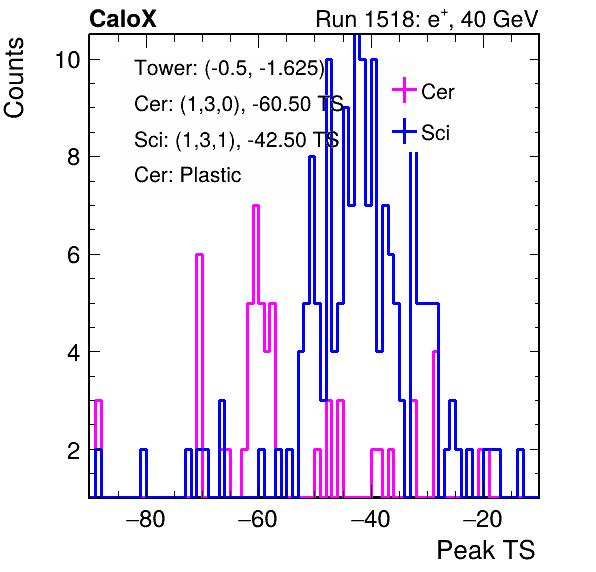 CaloX Run 1518: e⁺, 40 GeV
Counts
Tower: (-0.5, -1.625)
Cer: (1,3,0), -60.50 TS
Sci: (1,3,1), -42.50 TS
Cer: Plastic
Cer
Sci
10
8
6
4
2
−80 −60 −40 −20
Peak TS